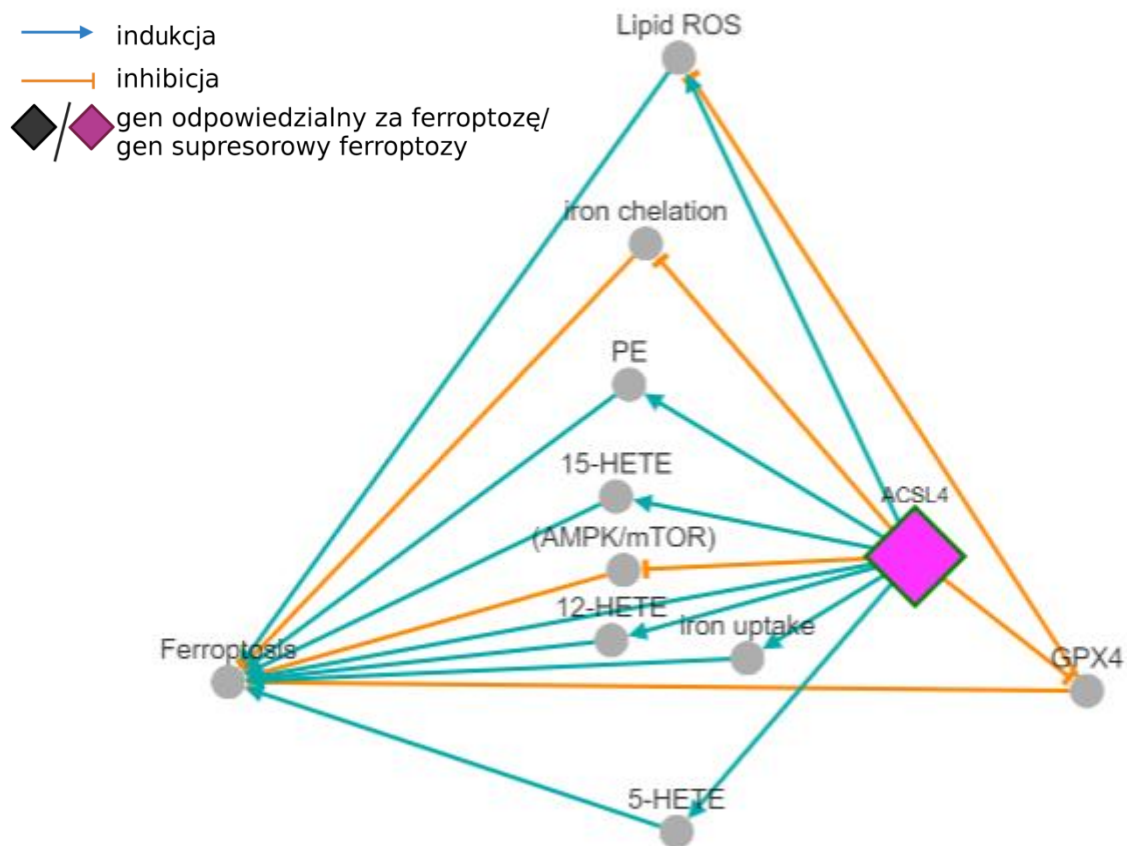 indukcja
inhibicja
gen odpowiedzialny za ferroptozę/
gen supresorowy ferroptozy
Lipid ROS
iron chelation
PE
15-HETE
ACSL4
(AMPK/mTOR)
12-HETE
iron uptake
Ferroptosis
GPX4
5-HETE